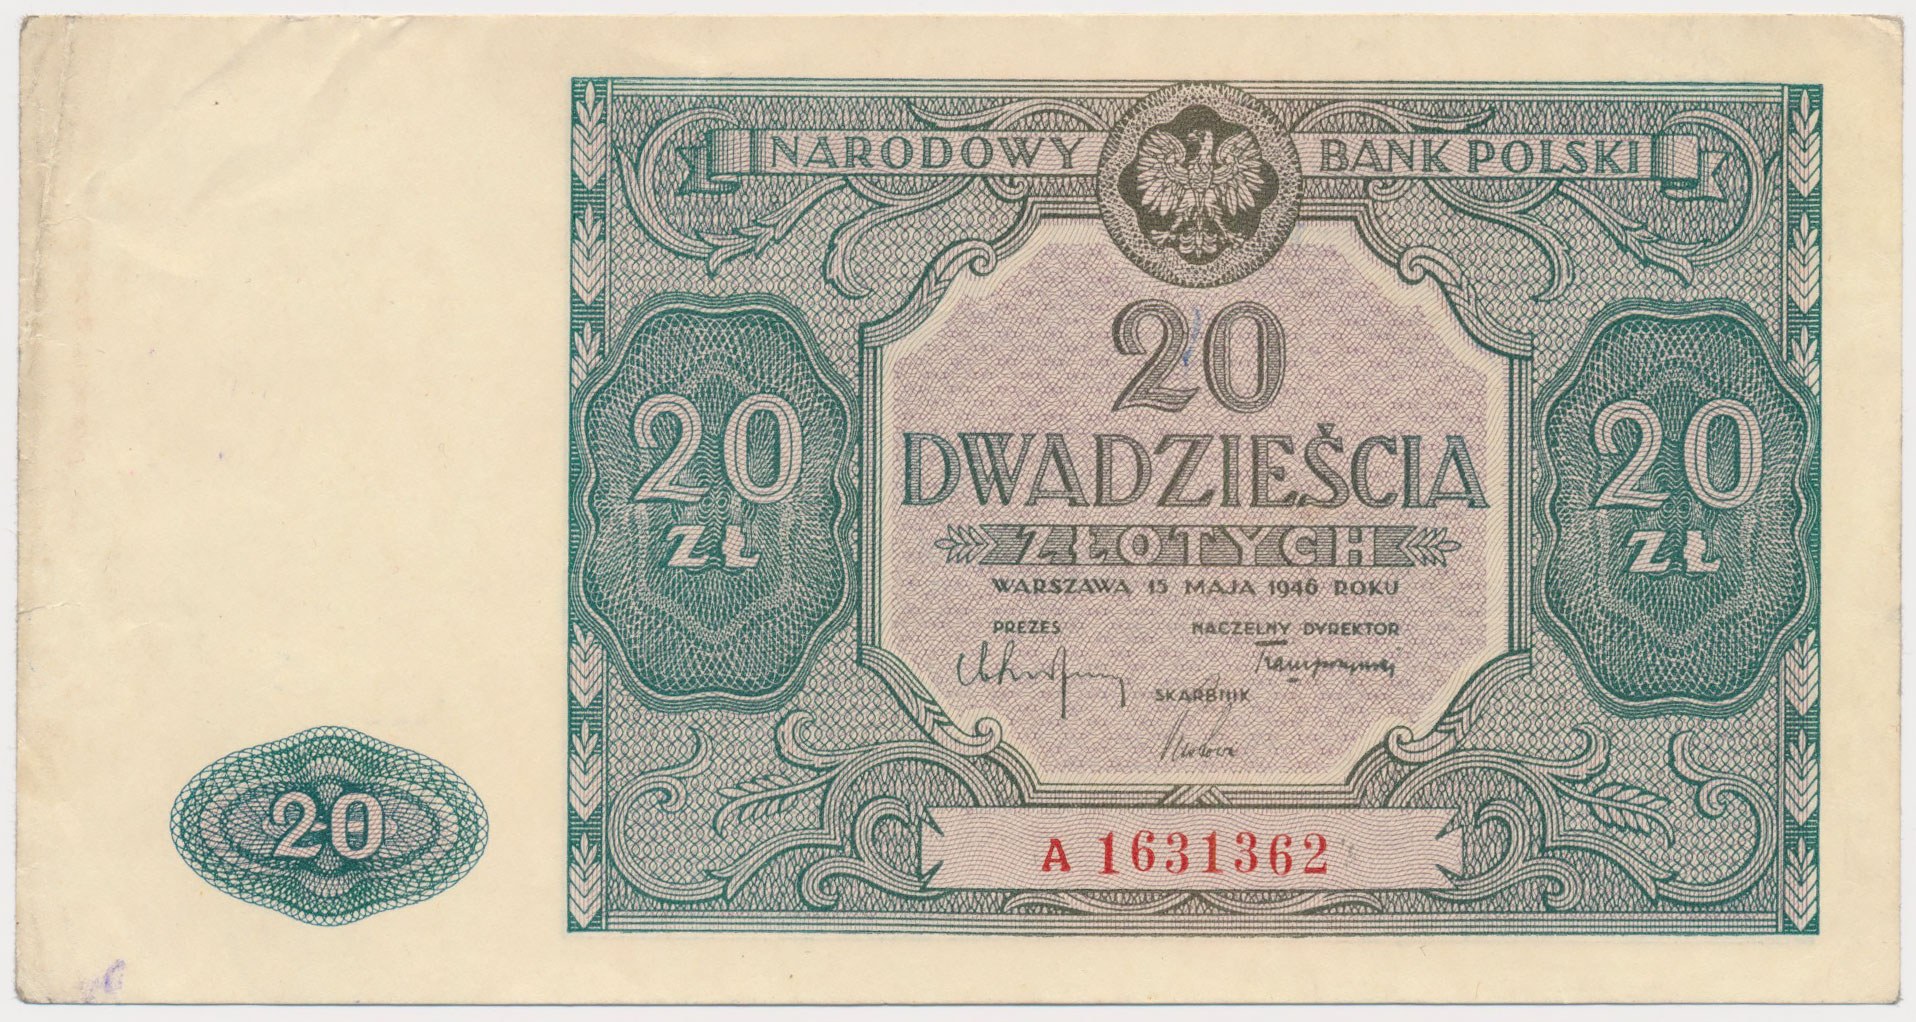 NARODOWY BANK POLSKI
20
DWADZIEŚCIA
ZŁOTYCH
WARSZAWA 15 MAJA 1946 ROKU
PREZES NACZELNY DYREKTOR
SKARBNIK
20 ZŁ
20 ZŁ
20
A 1631362